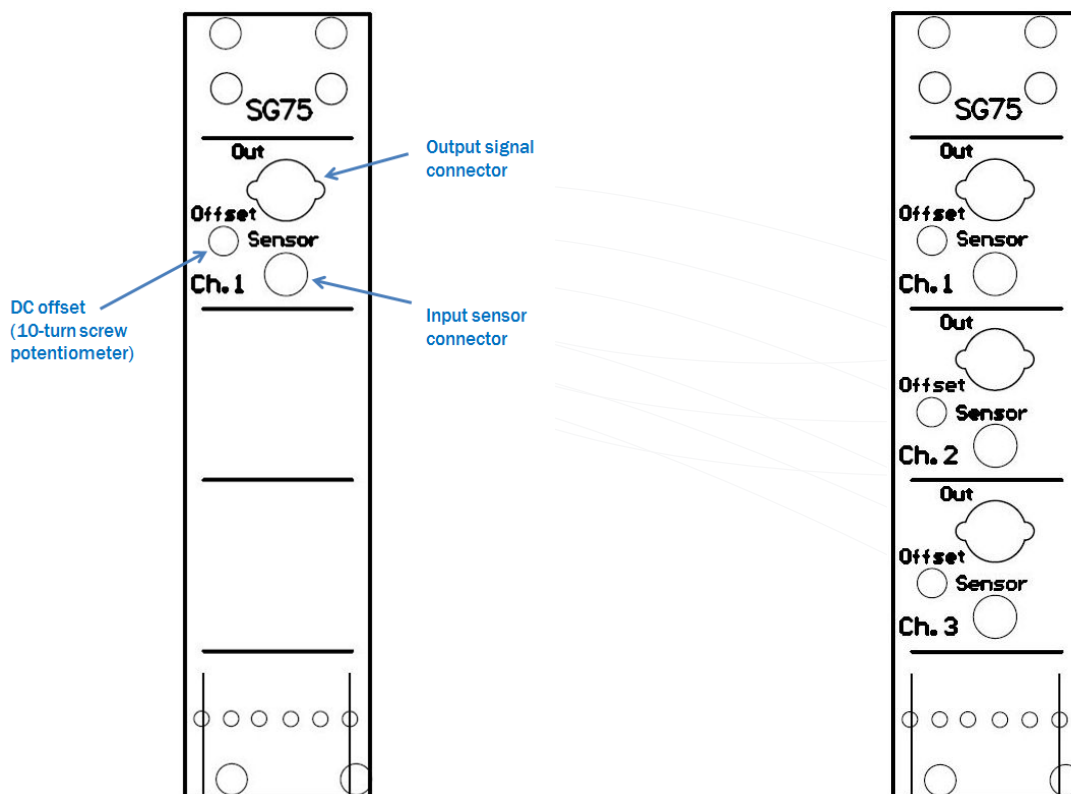 SG75
Out
Output signal
connector
Offset
Sensor
Ch.1
DC offset
(10-turn screw
potentiometer)
Input sensor
connector
SG75
Out
Offset
Sensor
Ch.1
Out
Offset
Sensor
Ch.2
Out
Offset
Sensor
Ch.3